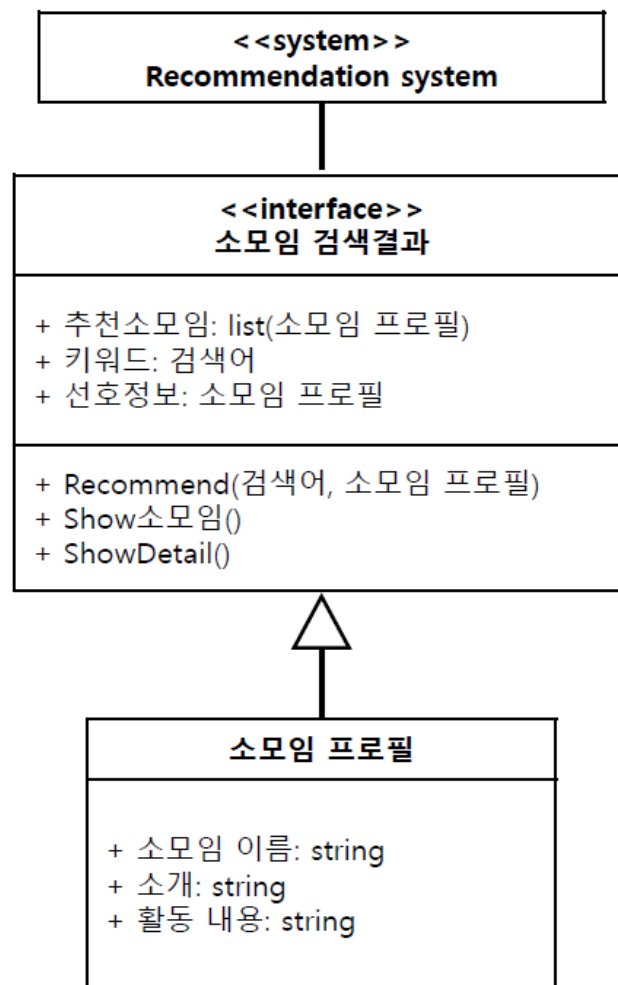 <<system>>
Recommendation system
<<interface>>
소모임 검색결과
+ 추천소모임: list(소모임 프로필)
+ 키워드: 검색어
+ 선호정보: 소모임 프로필
+ Recommend(검색어, 소모임 프로필)
+ Show소모임()
+ ShowDetail()
소모임 프로필
+ 소모임 이름: string
+ 소개: string
+ 활동 내용: string